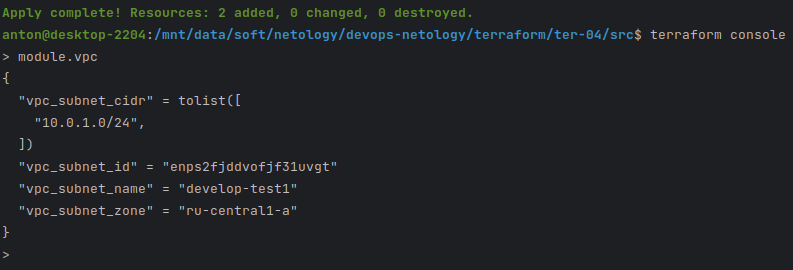 Apply complete! Resources: 2 added, 0 changed, 0 destroyed.
anton@desktop-2204:/mnt/data/soft/netology/devops-netology/terraform/ter-04/src$ terraform console
> module.vpc
{
  "vpc_subnet_cidr" = tolist([
    "10.0.1.0/24",
  ])
  "vpc_subnet_id" = "enps2fjddvofjf31uvgt"
  "vpc_subnet_name" = "develop-test1"
  "vpc_subnet_zone" = "ru-central1-a"
}
>